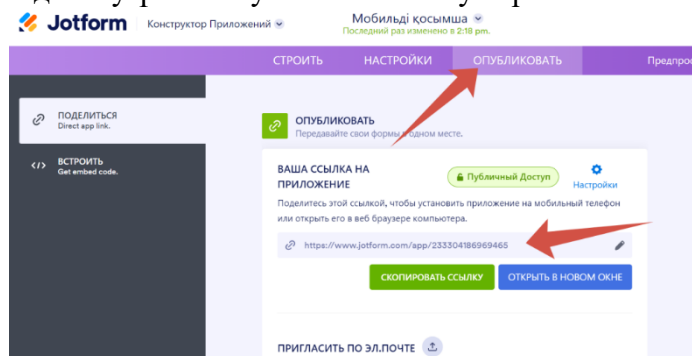 Jotform
Конструктор Приложений
Мобильді қосымша
Последний раз изменено в 2:18 pm.
СТРОИТЬ
НАСТРОЙКИ
ОПУБЛИКОВАТЬ
ПОДЕЛИТЬСЯ
Direct app link.
</> ВСТРОИТЬ
Get embed code.
ОПУБЛИКОВАТЬ
Передавайте свои формы в одном месте.
ВАША ССЫЛКА НА
ПРИЛОЖЕНИЕ
Публичный Доступ
Настройки
Поделитесь этой ссылкой, чтобы установить приложение на мобильный телефон
или открыть его в веб браузере компьютера.
https://www.jotform.com/app/233304186969465
СКОПИРОВАТЬ ССЫЛКУ
ОТКРЫТЬ В НОВОМ ОКНЕ
ПРИГЛАСИТЬ ПО ЭЛ.ПОЧТЕ